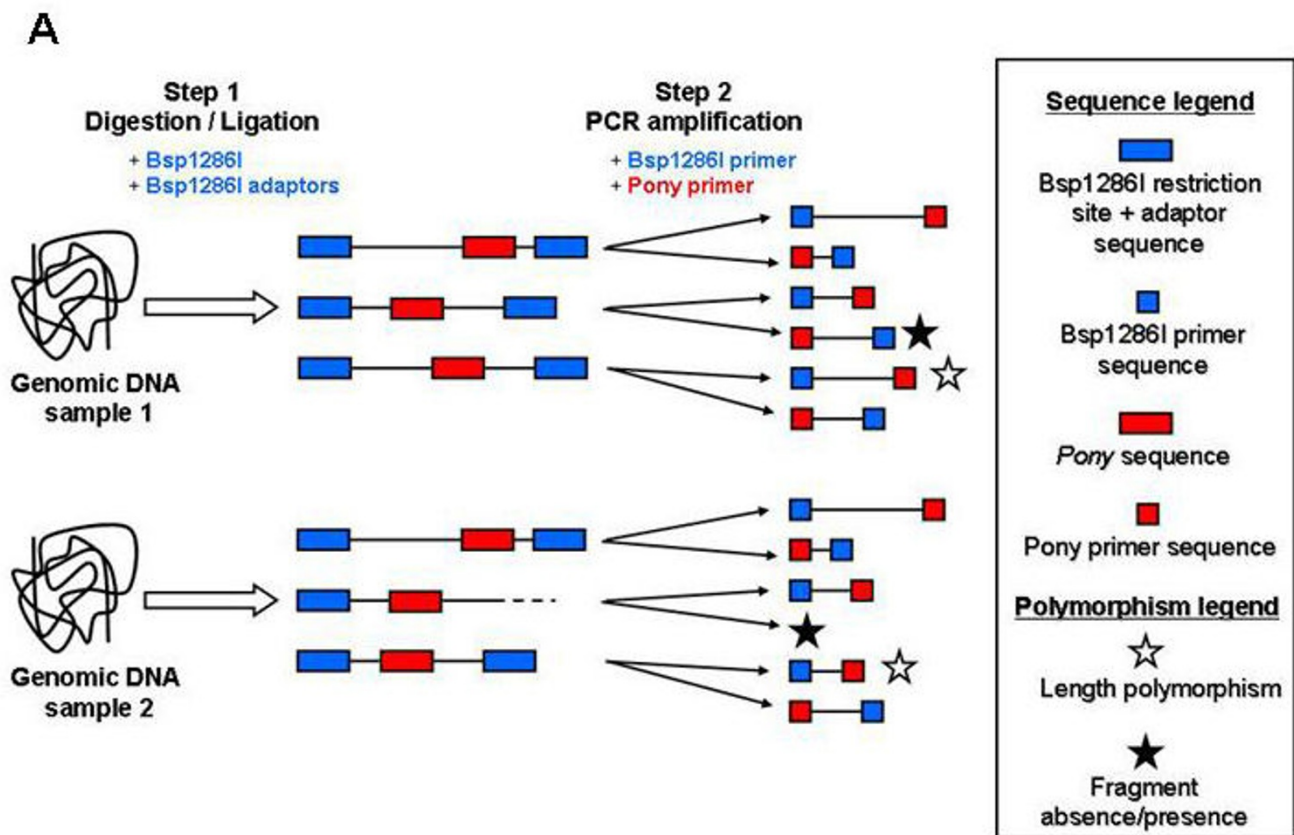 A
Step 1
Digestion / Ligation
+ Bsp1286I
+ Bsp1286I adaptors
Step 2
PCR amplification
+ Bsp1286I primer
+ Pony primer
Genomic DNA
sample 1
Genomic DNA
sample 2
Sequence legend
Bsp1286I restriction
site + adaptor
sequence
Bsp1286I primer
sequence
Pony sequence
Pony primer sequence
Polymorphism legend
Length polymorphism
Fragment
absence/presence